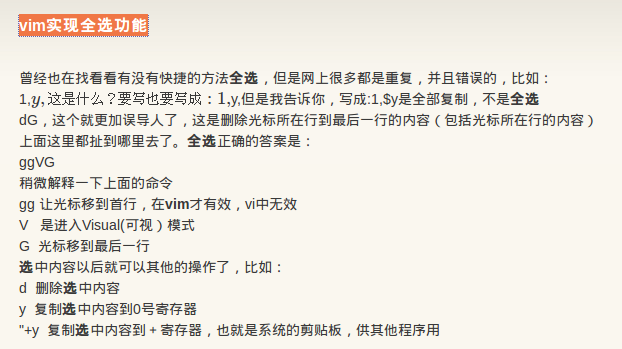 vim实现全选功能
曾经也在找看看有没有快捷的方法全选，但是网上很多都是重复，并且错误的，比如：
1,y,这是什么？要写也要写成：1,y,但是我告诉你，写成:1,$y是全部复制，不是全选
dG，这个就更加误导人了，这是删除光标所在行到最后一行的内容（包括光标所在行的内容）
上面这里都扯到哪里去了。全选正确的答案是：
ggVG
稍微解释一下上面的命令
gg 让光标移到首行，在vim才有效，vi中无效
V 是进入Visual(可视）模式
G 光标移到最后一行
选中内容以后就可以其他的操作了，比如：
d 删除选中内容
y 复制选中内容到0号寄存器
"+y 复制选中内容到＋寄存器，也就是系统的剪贴板，供其他程序用